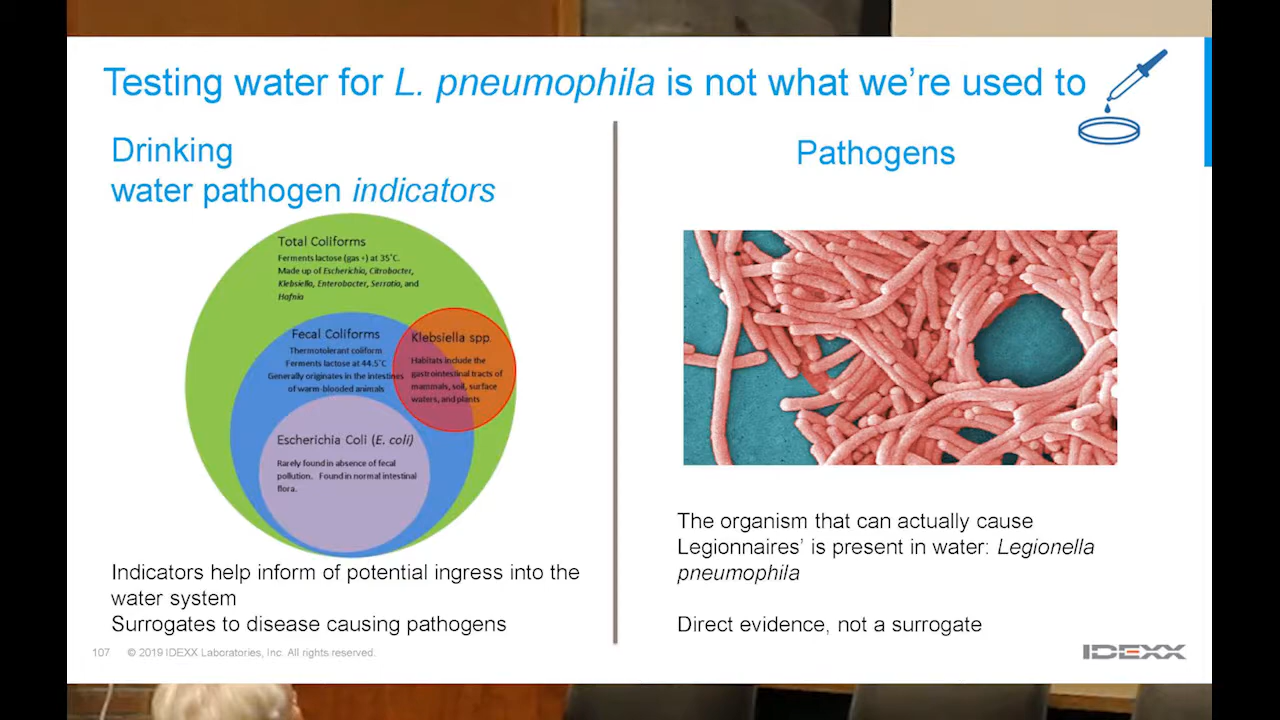 Testing water for L. pneumophila is not what we're used to
Drinking
water pathogen indicators
Total Coliforms
Ferments lactose (gas +) at 35˚C.
Made up of Escherichia, Citrobacter,
Klebsiella, Enterobacter, Serratia, and
Hafnia
Fecal Coliforms
Thermotolerant coliform
Ferments lactose at 44.5˚C
Generally originates in the intestines
of warm-blooded animals
Klebsiella spp.
Habitats include the
gastrointestinal tracts of
mammals, soil, surface
waters, and plants
Escherichia Coli (E. coli)
Rarely found in absence of fecal
pollution. Found in normal intestinal
flora.
Indicators help inform of potential ingress into the
water system
Surrogates to disease causing pathogens
Pathogens
The organism that can actually cause
Legionnaires' is present in water: Legionella
pneumophila
Direct evidence, not a surrogate
107 © 2019 IDEXX Laboratories, Inc. All rights reserved.
IDEXX